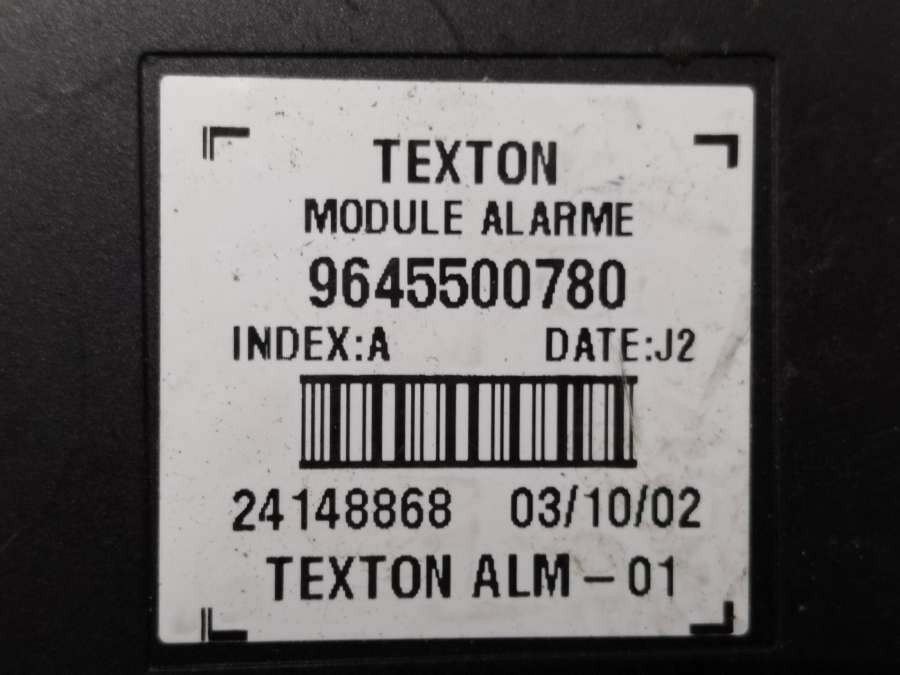 TEXTON
MODULE ALARME
9645500780
INDEX:A DATE:J2
24148868 03/10/02
TEXTON ALM-01